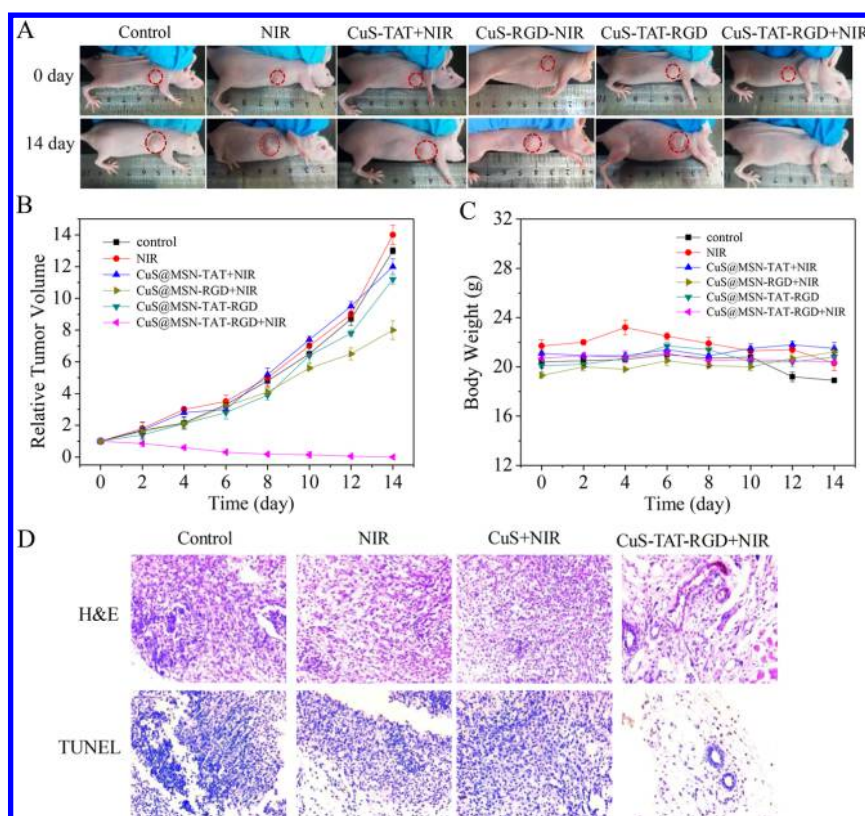 A
Control NIR CuS-TAT+NIR CuS-RGD-NIR CuS-TAT-RGD CuS-TAT-RGD+NIR
0 day
14 day
B
Relative Tumor Volume
14
12
10
8
6
4
2
0
control
NIR
CuS@MSN-TAT+NIR
CuS@MSN-RGD+NIR
CuS@MSN-TAT-RGD
CuS@MSN-TAT-RGD+NIR
0 2 4 6 8 10 12 14
Time (day)
C
Body Weight (g)
32
28
24
20
16
12
control
NIR
CuS@MSN-TAT+NIR
CuS@MSN-RGD+NIR
CuS@MSN-TAT-RGD
CuS@MSN-TAT-RGD+NIR
0 2 4 6 8 10 12 14
Time (day)
D
Control NIR CuS+NIR CuS-TAT-RGD+NIR
H&E
TUNEL